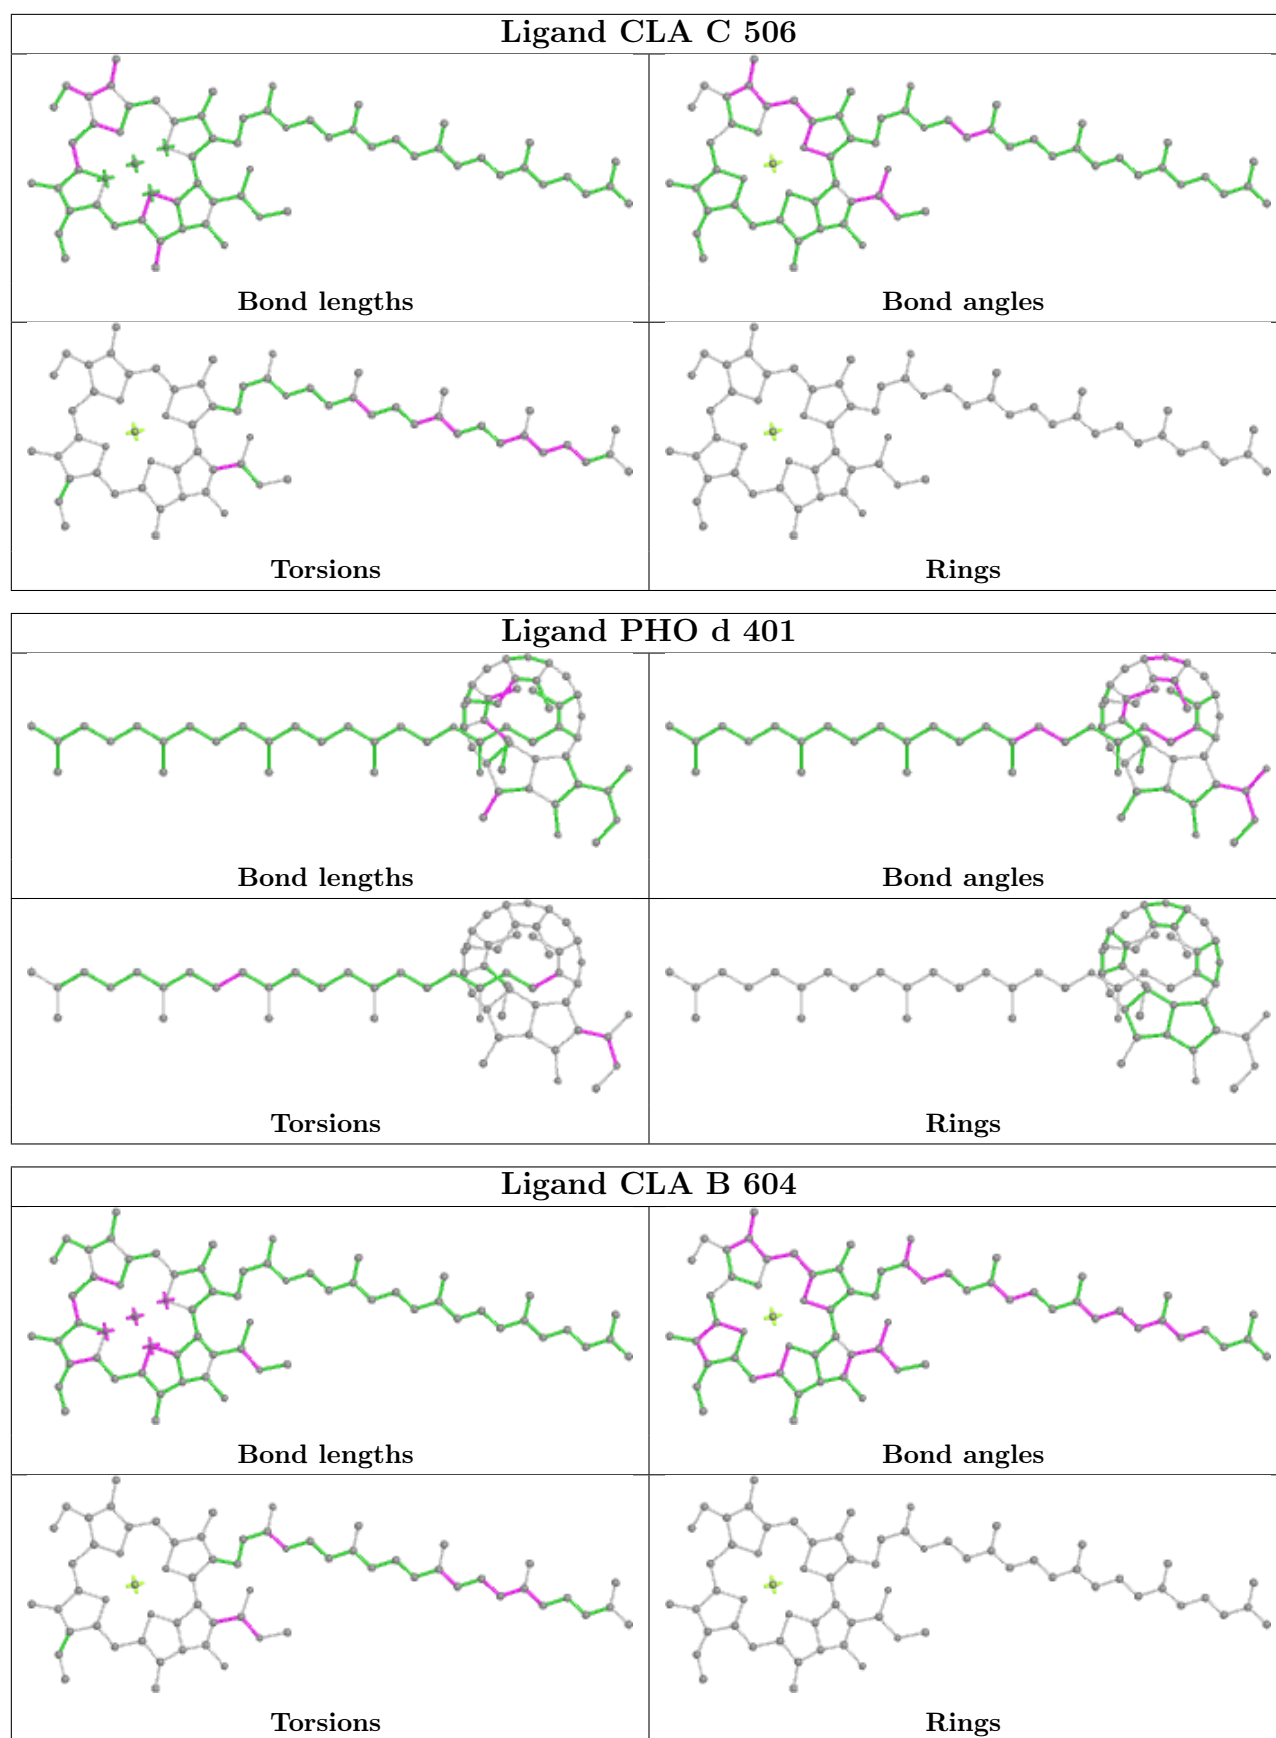 Ligand CLA C 506
Bond lengths
Bond angles
Torsions
Rings
Ligand PHO d 401
Bond lengths
Bond angles
Torsions
Rings
Ligand CLA B 604
Bond lengths
Bond angles
Torsions
Rings